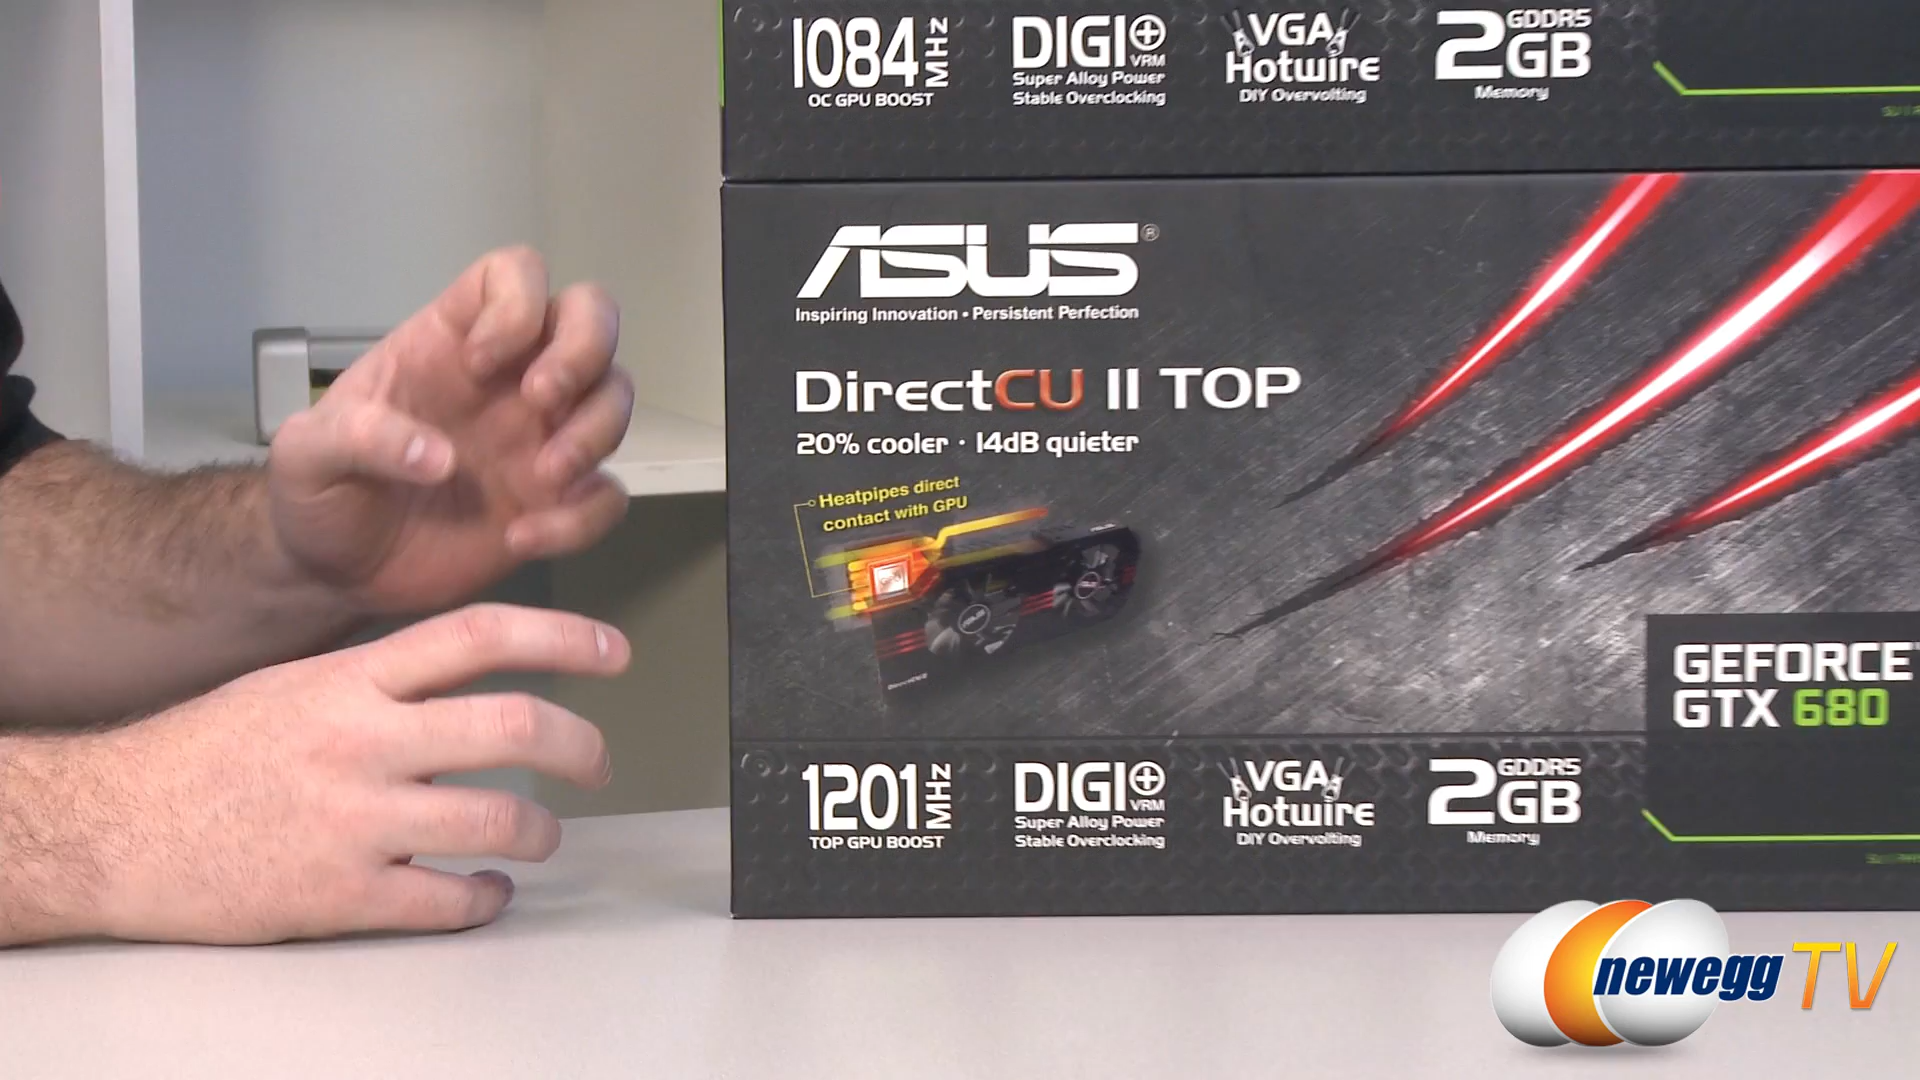 1084 MHz
OC GPU BOOST
DIGI+ VRM
Super Alloy Power
Stable Overclocking
VGA
Hotwire
DIY Overvolting
2GB GDDR5
Memory
ASUS®
Inspiring Innovation • Persistent Perfection
DirectCU II TOP
20% cooler · 14dB quieter
Heatpipes direct
contact with GPU
ASUS
ASUS
GEFORCE
GTX 680
1201 MHz
TOP GPU BOOST
DIGI+ VRM
Super Alloy Power
Stable Overclocking
VGA
Hotwire
DIY Overvolting
2GB GDDR5
Memory
newegg TV